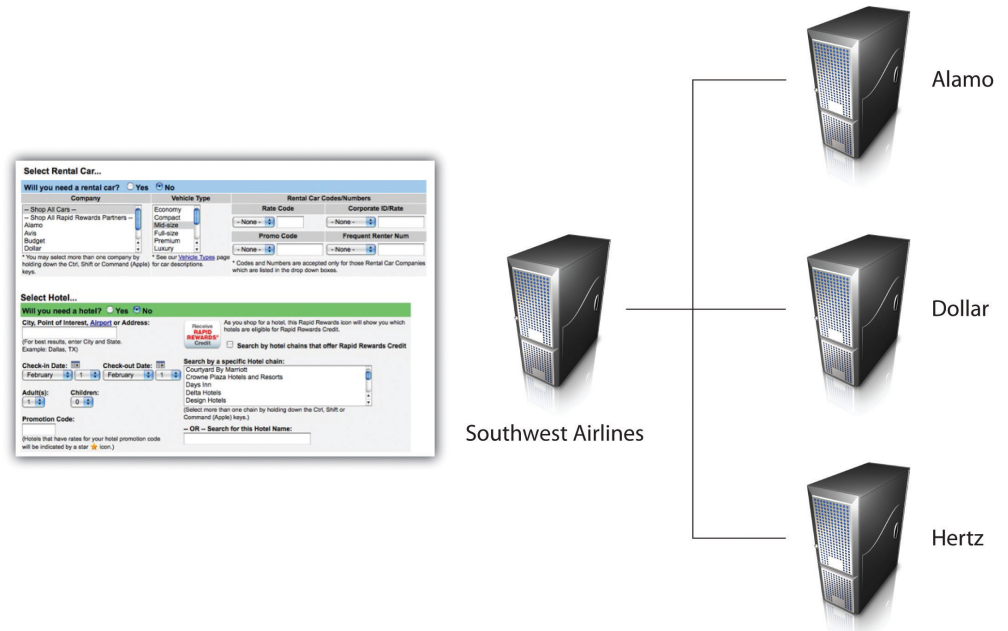 Select Rental Car...
Will you need a rental car? Yes No
Company
Vehicle Type
Rental Car Codes/Numbers
-- Shop All Cars --
-- Shop All Rapid Rewards Partners --
Alamo
Avis
Budget
Dollar
Economy
Compact
Mid-size
Full-size
Premium
Luxury
Rate Code
Corporate ID/Rate
- None -
- None -
Promo Code
Frequent Renter Num
- None -
- None -
* You may select more than one company by
holding down the Ctrl, Shift or Command (Apple)
keys.
* See our Vehicle Types page
for car descriptions.
* Codes and Numbers are accepted only for those Rental Car Companies
which are listed in the drop down boxes.
Select Hotel...
Will you need a hotel? Yes No
City, Point of Interest, Airport or Address:
(For best results, enter City and State.
Example: Dallas, TX)
Receive
RAPID
REWARDS®
Credit
As you shop for a hotel, this Rapid Rewards icon will show you which
hotels are eligible for Rapid Rewards Credit.
Search by hotel chains that offer Rapid Rewards Credit
Check-in Date:
Check-out Date:
February 1
February 1
Adult(s):
Children:
1
0
Promotion Code:
(Hotels that have rates for your hotel promotion code
will be indicated by a star icon.)
Search by a specific Hotel chain:
Courtyard By Marriott
Crowne Plaza Hotels and Resorts
Days Inn
Delta Hotels
Design Hotels
(Select more than one chain by holding down the Ctrl, Shift or
Command (Apple) keys.)
-- OR -- Search for this Hotel Name:
Southwest Airlines
Alamo
Dollar
Hertz